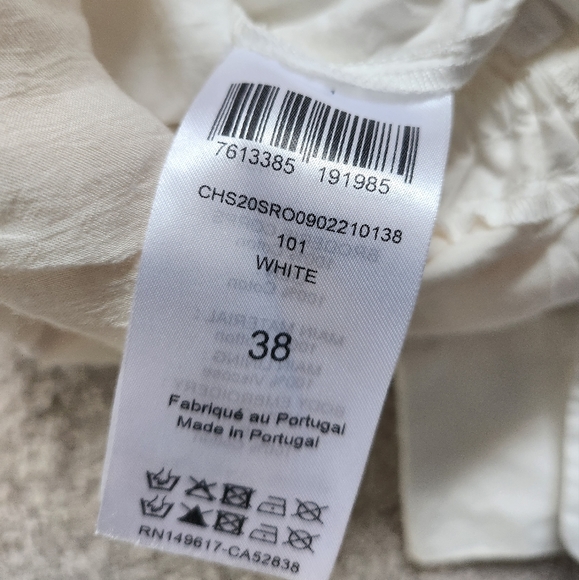 7613385 191985
CHS20SRO0902210138
101
WHITE
38
Fabriqué au Portugal
Made in Portugal
RN149617-CA52838